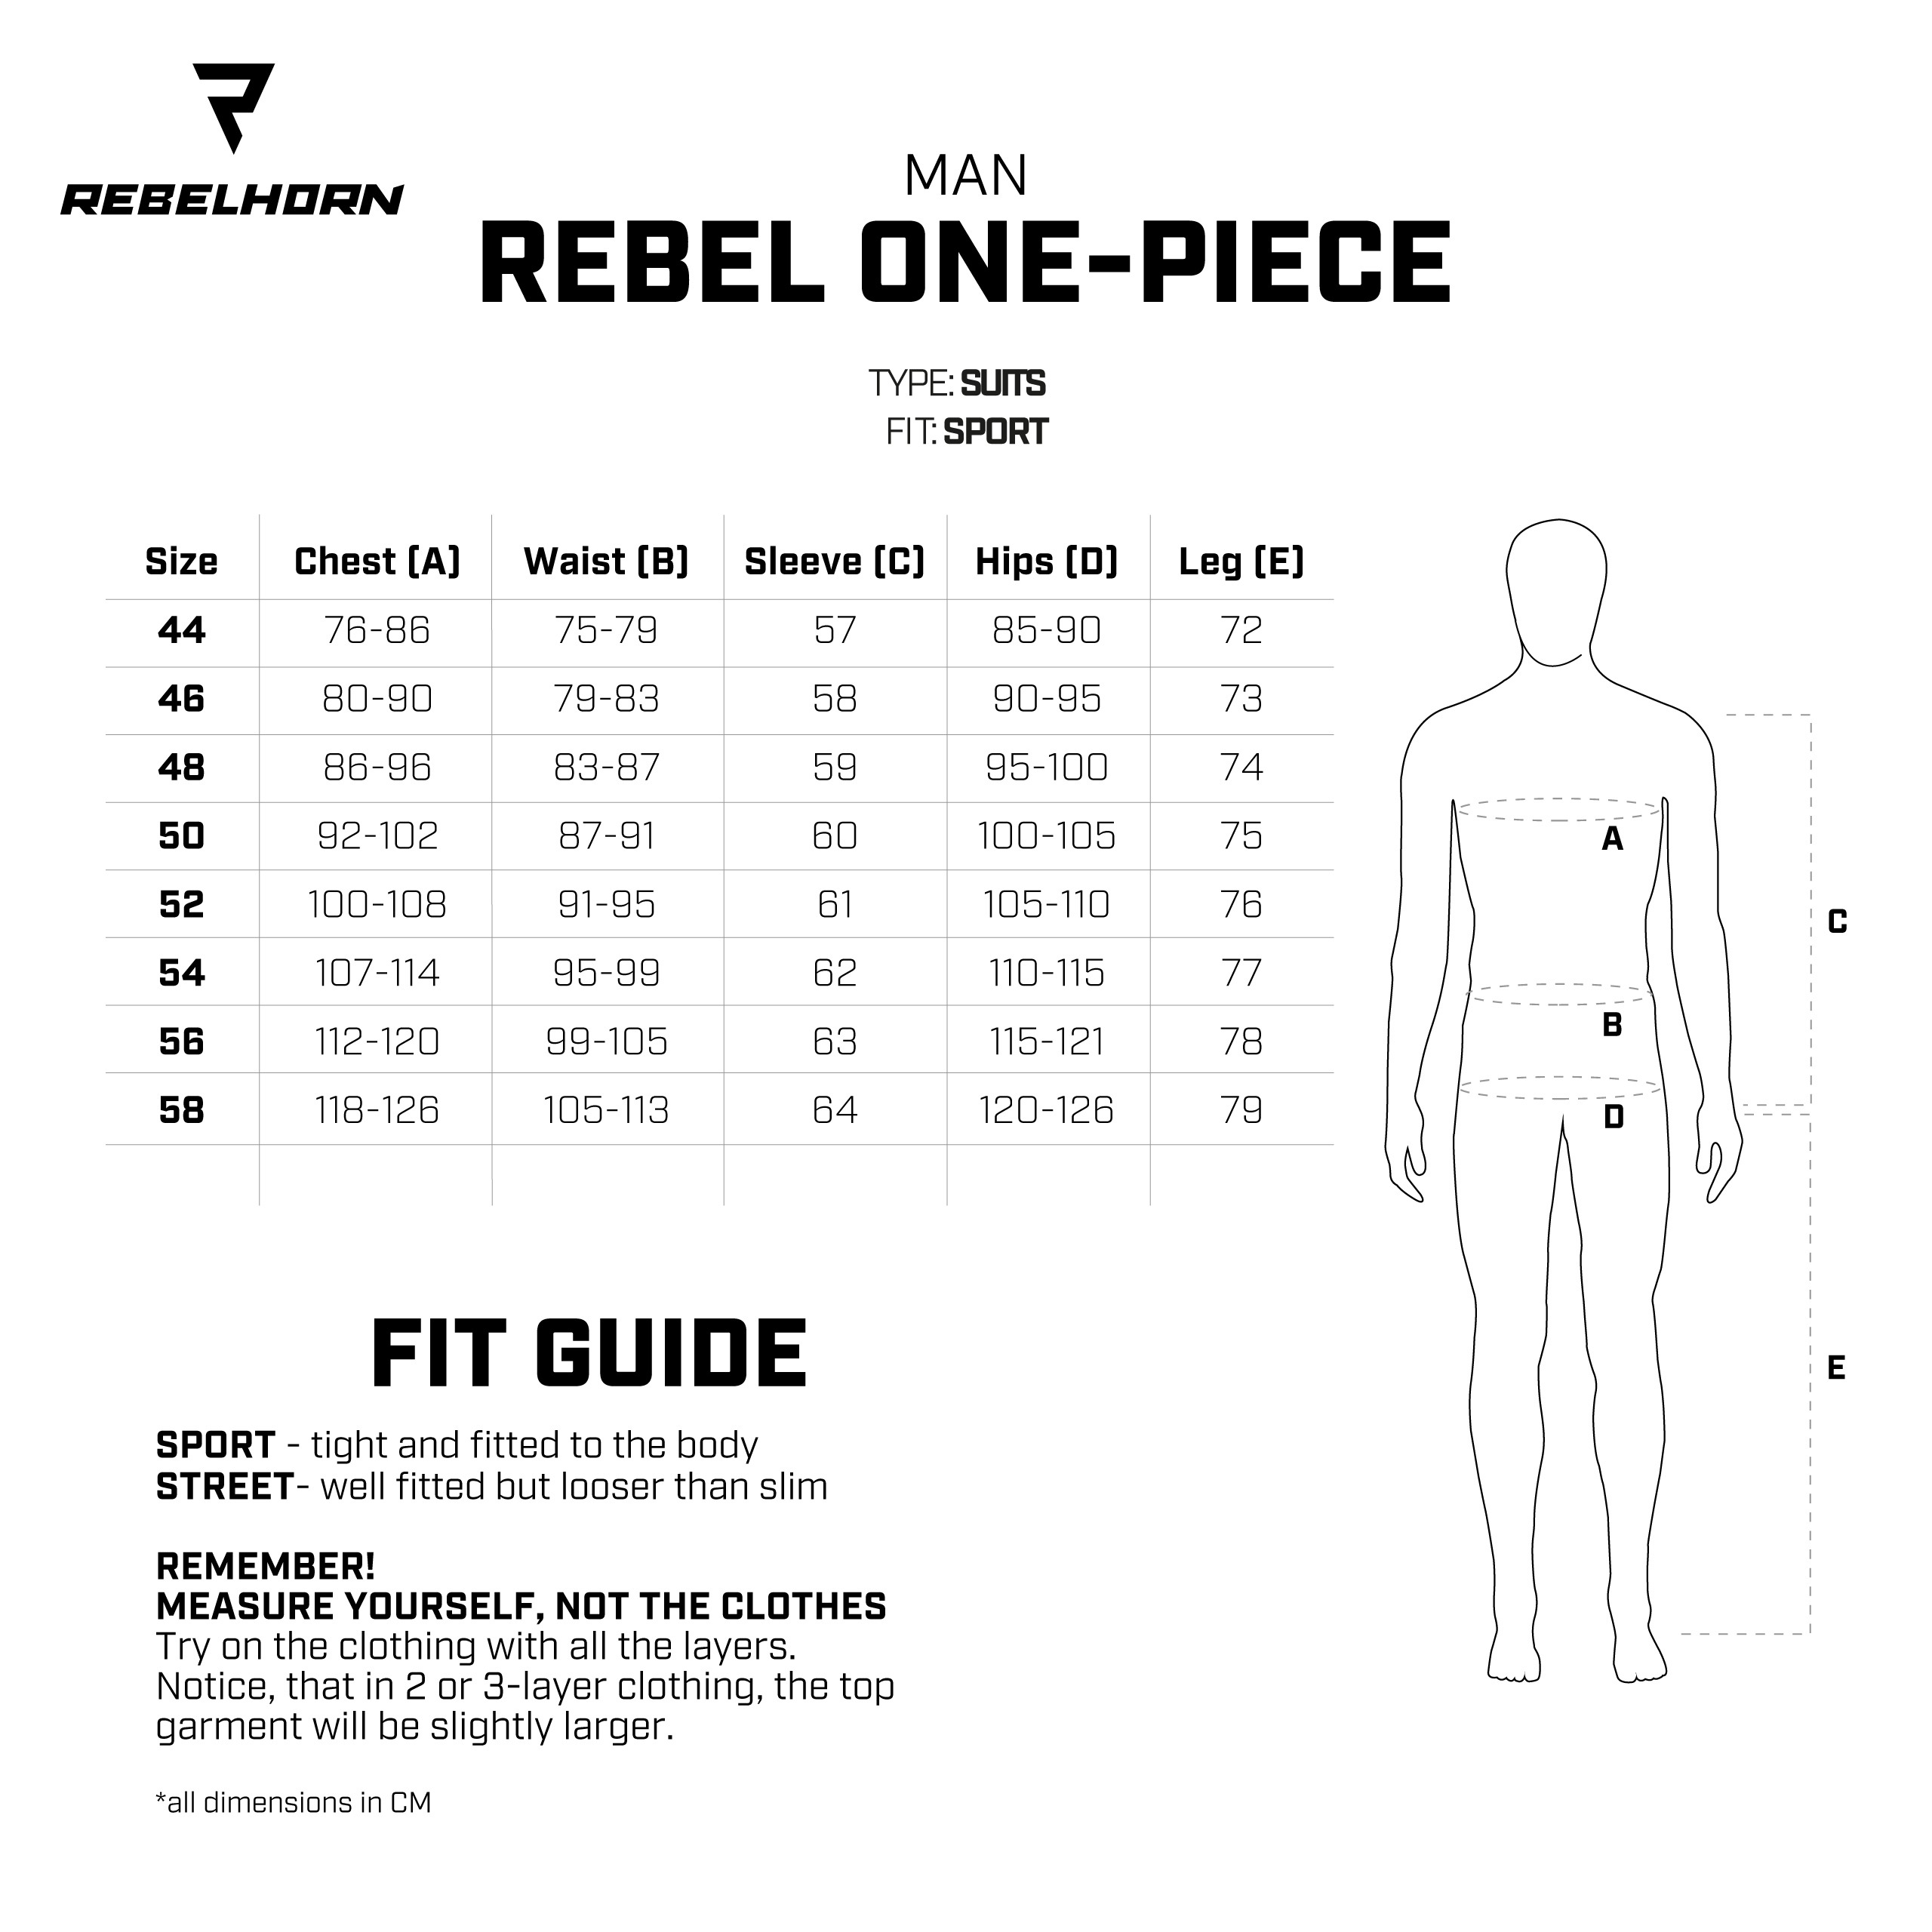 REBELHORN
MAN
REBEL ONE-PIECE
TYPE: SUITS
FIT: SPORT
Size Chest (A) Waist (B) Sleeve (C) Hips (D) Leg (E)
44 76-86 75-79 57 85-90 72
46 80-90 79-83 58 90-95 73
48 86-96 83-87 59 95-100 74
50 92-102 87-91 60 100-105 75
52 100-108 91-95 61 105-110 76
54 107-114 95-99 62 110-115 77
56 112-120 99-105 63 115-121 78
58 118-126 105-113 64 120-126 79
A
C
B
D
E
FIT GUIDE
SPORT - tight and fitted to the body
STREET- well fitted but looser than slim
REMEMBER!
MEASURE YOURSELF, NOT THE CLOTHES
Try on the clothing with all the layers.
Notice, that in 2 or 3-layer clothing, the top
garment will be slightly larger.
*all dimensions in CM